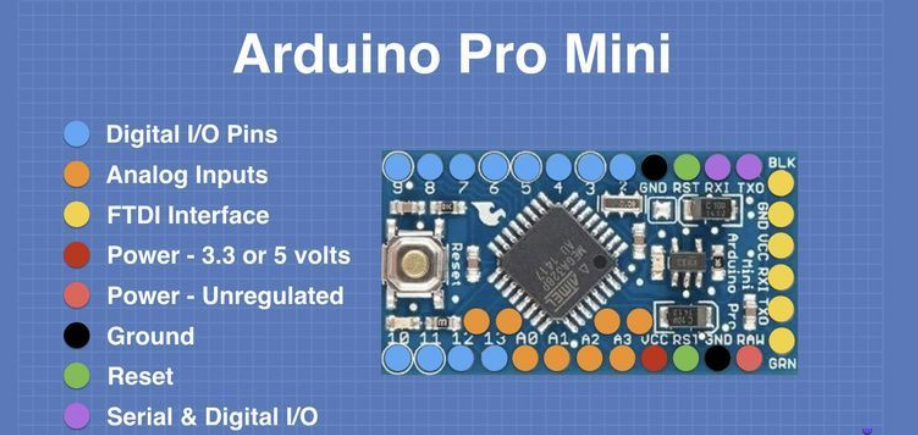 Arduino Pro Mini
Digital I/O Pins
Analog Inputs
FTDI Interface
Power - 3.3 or 5 volts
Power - Unregulated
Ground
Reset
Serial & Digital I/O
BLK
9 8 7 6 5 4 3 2 GND RST RXI TXO
GND VCC RXI TXO
Reset
MEGA328P
ATMEL
Arduino Pro
Mini
10 11 12 13 A0 A1 A2 A3 VCC RST GND RAW
GRN